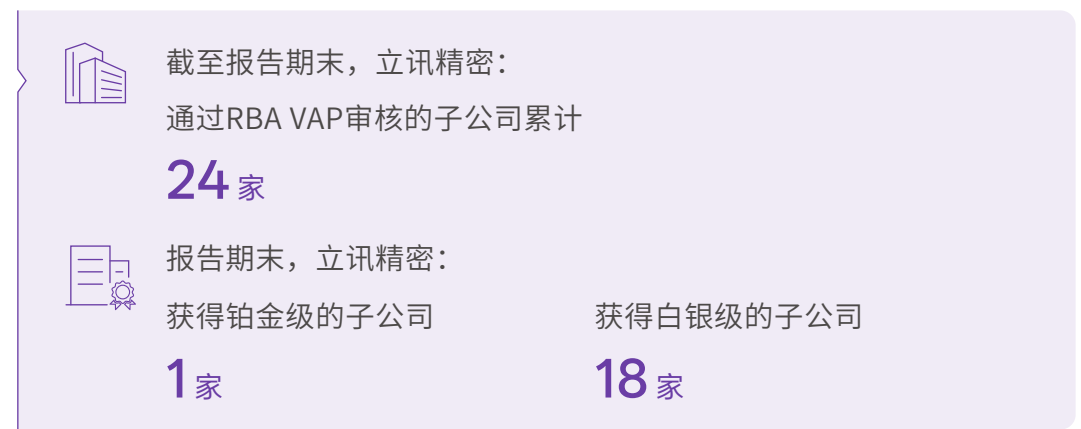 截至报告期末，立讯精密：
通过RBA VAP审核的子公司累计
24 家
报告期末，立讯精密：
获得铂金级的子公司
1 家
获得白银级的子公司
18 家